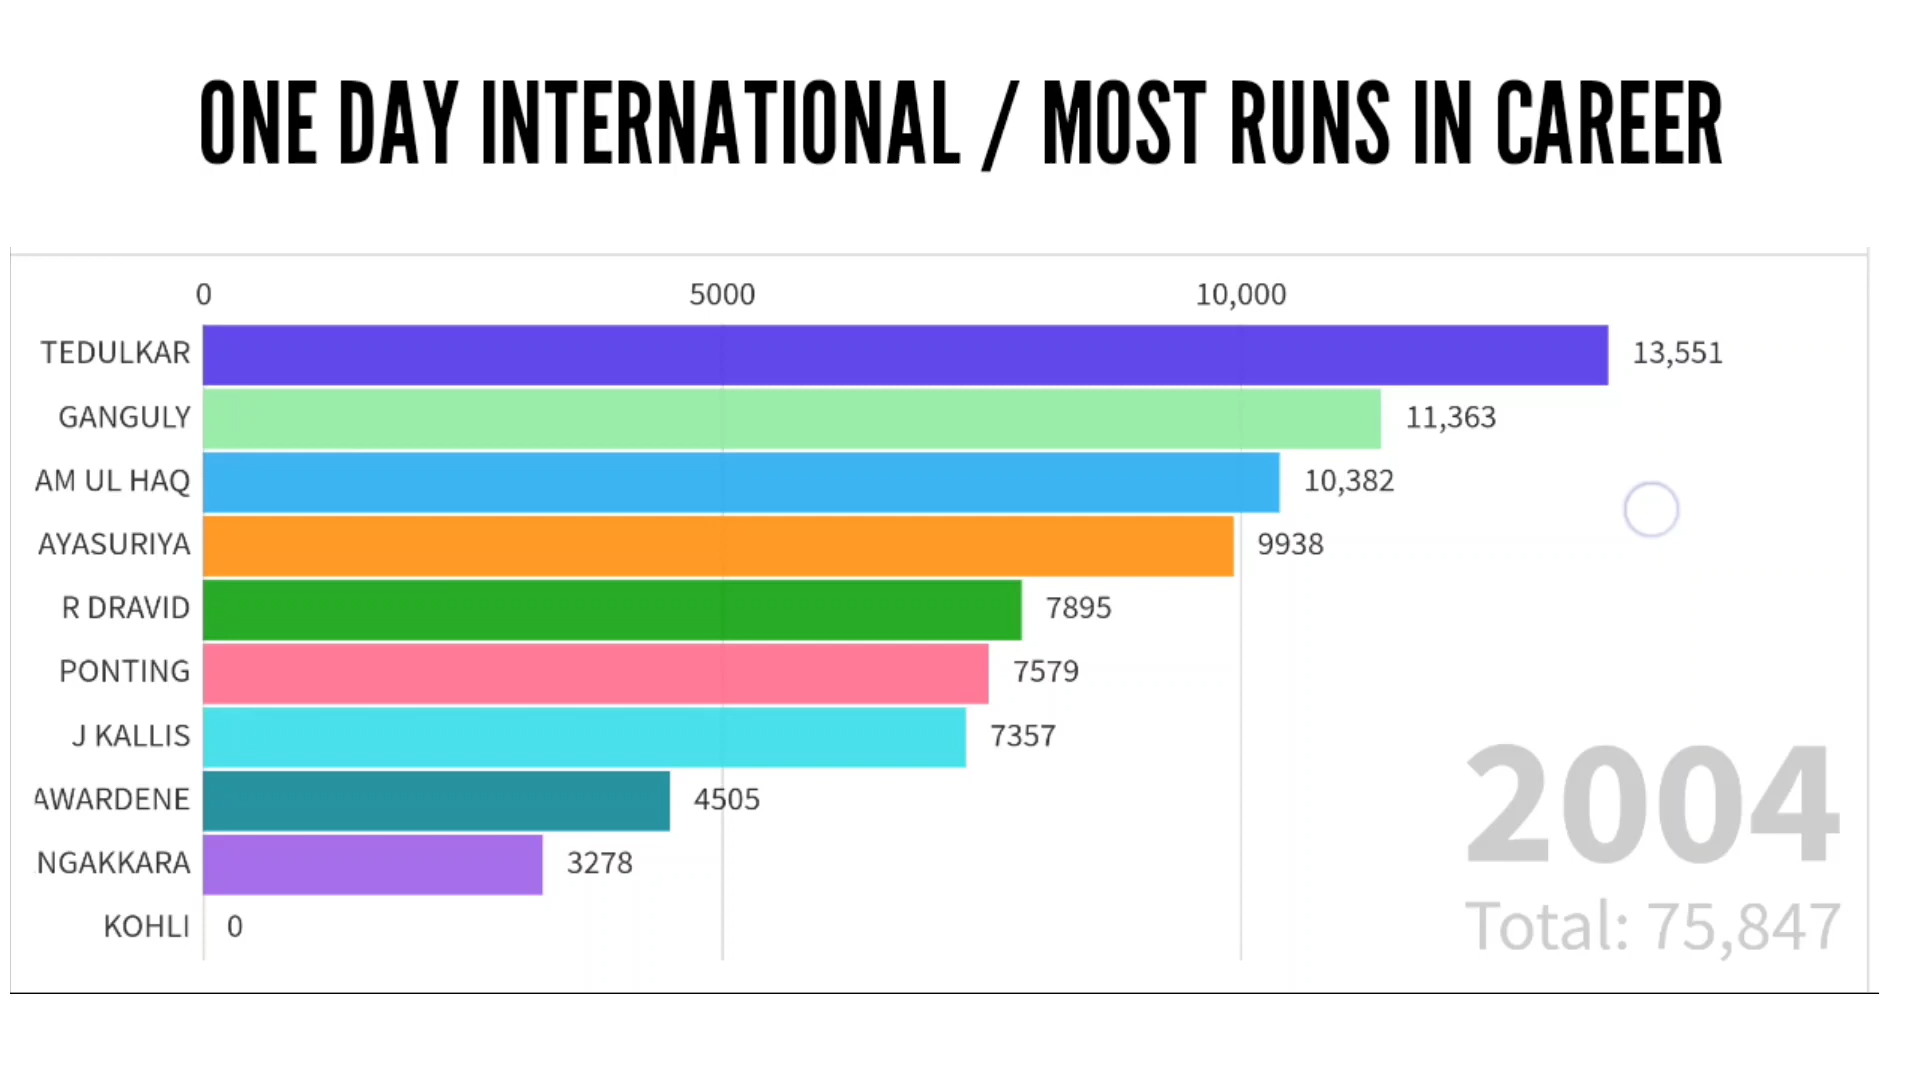 ONE DAY INTERNATIONAL / MOST RUNS IN CAREER
0 5000 10,000
TEDULKAR 13,551
GANGULY 11,363
AM UL HAQ 10,382
AYASURIYA 9938
R DRAVID 7895
PONTING 7579
J KALLIS 7357
AWARDENE 4505
NGAKKARA 3278
KOHLI 0
2004
Total: 75,847